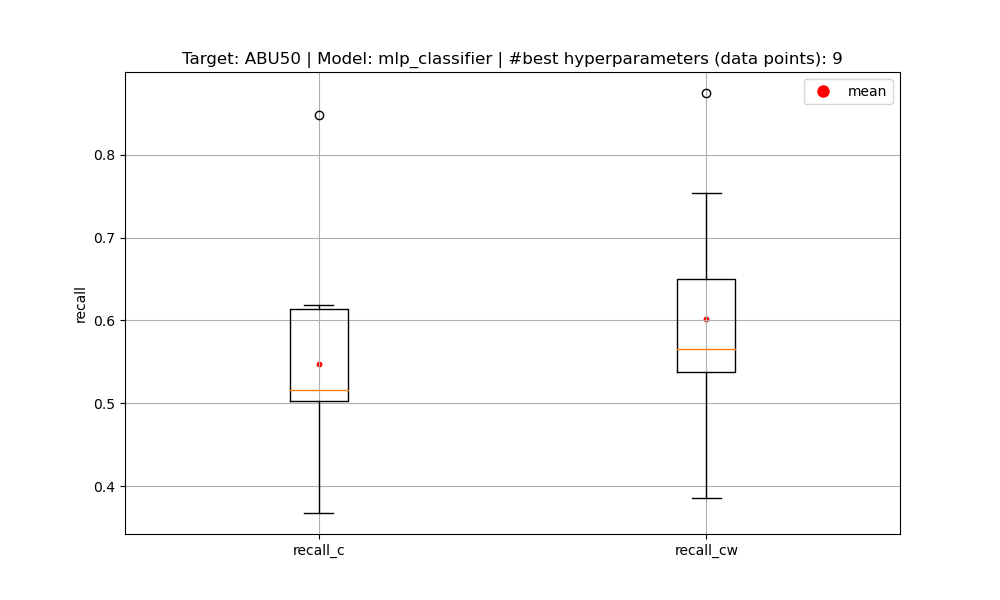 Target: ABU50 | Model: mlp_classifier | #best hyperparameters (data points): 9
mean
0.8
0.7
0.6
0.5
0.4
recall
recall_c
recall_cw